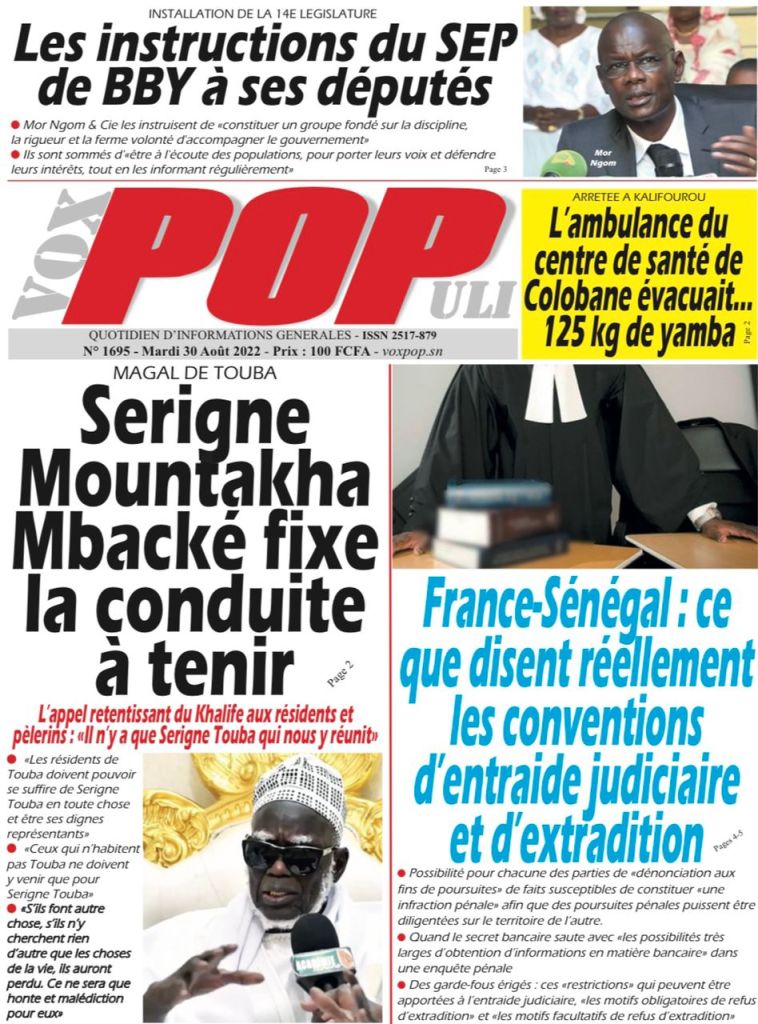 INSTALLATION DE LA 14E LEGISLATURE
Les instructions du SEP
de BBY à ses députés
● Mor Ngom & Cie les instruisent de «constituer un groupe fondé sur la discipline,
la rigueur et la ferme volonté d'accompagner le gouvernement»
● Ils sont sommés d'«être à l'écoute des populations, pour porter leurs voix et défendre
leurs intérêts, tout en les informant régulièrement»
Page 3
Mor
Ngom
VOX
POP
ULI
QUOTIDIEN D'INFORMATIONS GENERALES - ISSN 2517-879
N° 1695 - Mardi 30 Août 2022 - Prix : 100 FCFA - voxpop.sn
ARRETEE A KALIFOUROU
L'ambulance du
centre de santé de
Colobane évacuait...
125 kg de yamba
Page 2
MAGAL DE TOUBA
Serigne
Mountakha
Mbacké fixe
la conduite
à tenir
Page 2
L'appel retentissant du Khalife aux résidents et
pèlerins : «Il n'y a que Serigne Touba qui nous y réunit»
● «Les résidents de
Touba doivent pouvoir
se suffire de Serigne
Touba en toute chose
et être ses dignes
représentants»
● «Ceux qui n'habitent
pas Touba ne doivent
y venir que pour
Serigne Touba»
● «S'ils font autre
chose, s'ils n'y
cherchent rien
d'autre que les choses
de la vie, ils auront
perdu. Ce ne sera que
honte et malédiction
pour eux»
France-Sénégal : ce
que disent réellement
les conventions
d'entraide judiciaire
et d'extradition
Pages 4-5
● Possibilité pour chacune des parties de «dénonciation aux
fins de poursuites» de faits susceptibles de constituer «une
infraction pénale» afin que des poursuites pénales puissent être
diligentées sur le territoire de l'autre.
● Quand le secret bancaire saute avec «les possibilités très
larges d'obtention d'informations en matière bancaire» dans
une enquête pénale
● Des garde-fous érigés : ces «restrictions» qui peuvent être
apportées à l'entraide judiciaire, «les motifs obligatoires de refus
d'extradition» et «les motifs facultatifs de refus d'extradition»